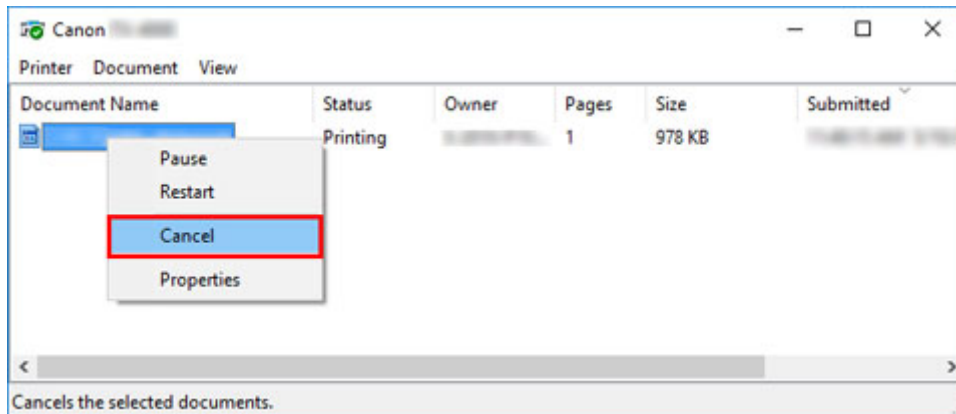 Canon
Printer Document View
Document Name Status Owner Pages Size Submitted
Printing 1 978 KB
Pause
Restart
Cancel
Properties
Cancels the selected documents.